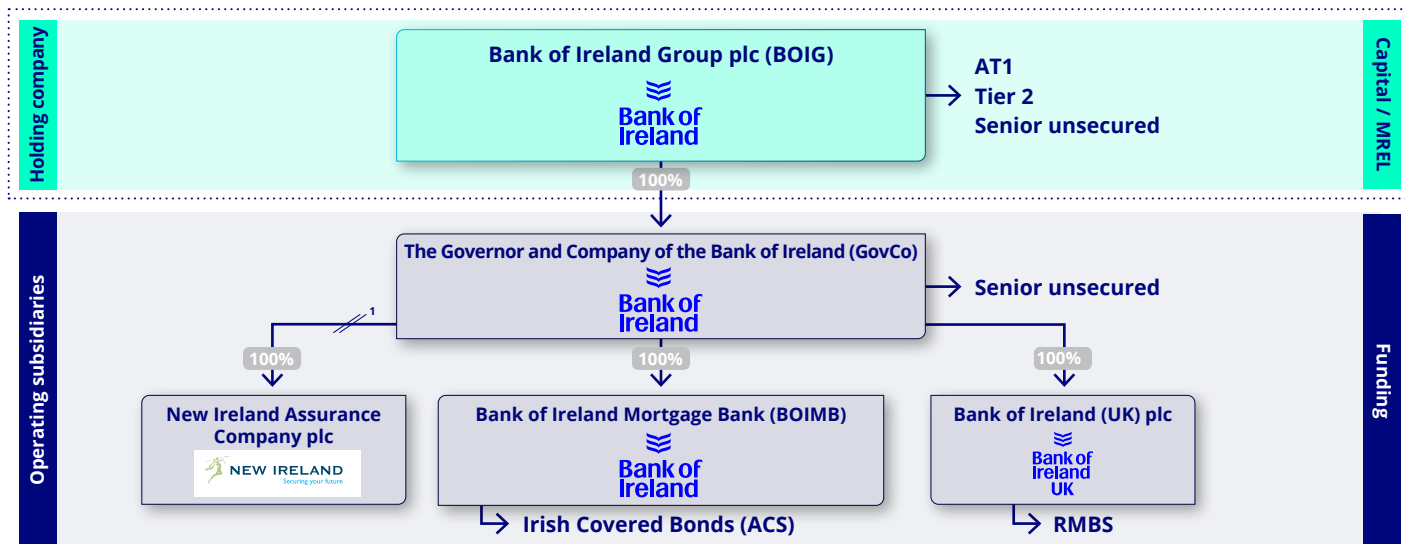 Holding company
Bank of Ireland Group plc (BOIG)
Bank of
Ireland
AT1
Tier 2
Senior unsecured
Capital / MREL
100%
Operating subsidiaries
The Governor and Company of the Bank of Ireland (GovCo)
Bank of
Ireland
Senior unsecured
Funding
1
100%
100%
100%
New Ireland Assurance
Company plc
NEW IRELAND
Securing your future
Bank of Ireland Mortgage Bank (BOIMB)
Bank of
Ireland
Bank of Ireland (UK) plc
Bank of
Ireland
UK
Irish Covered Bonds (ACS)
RMBS